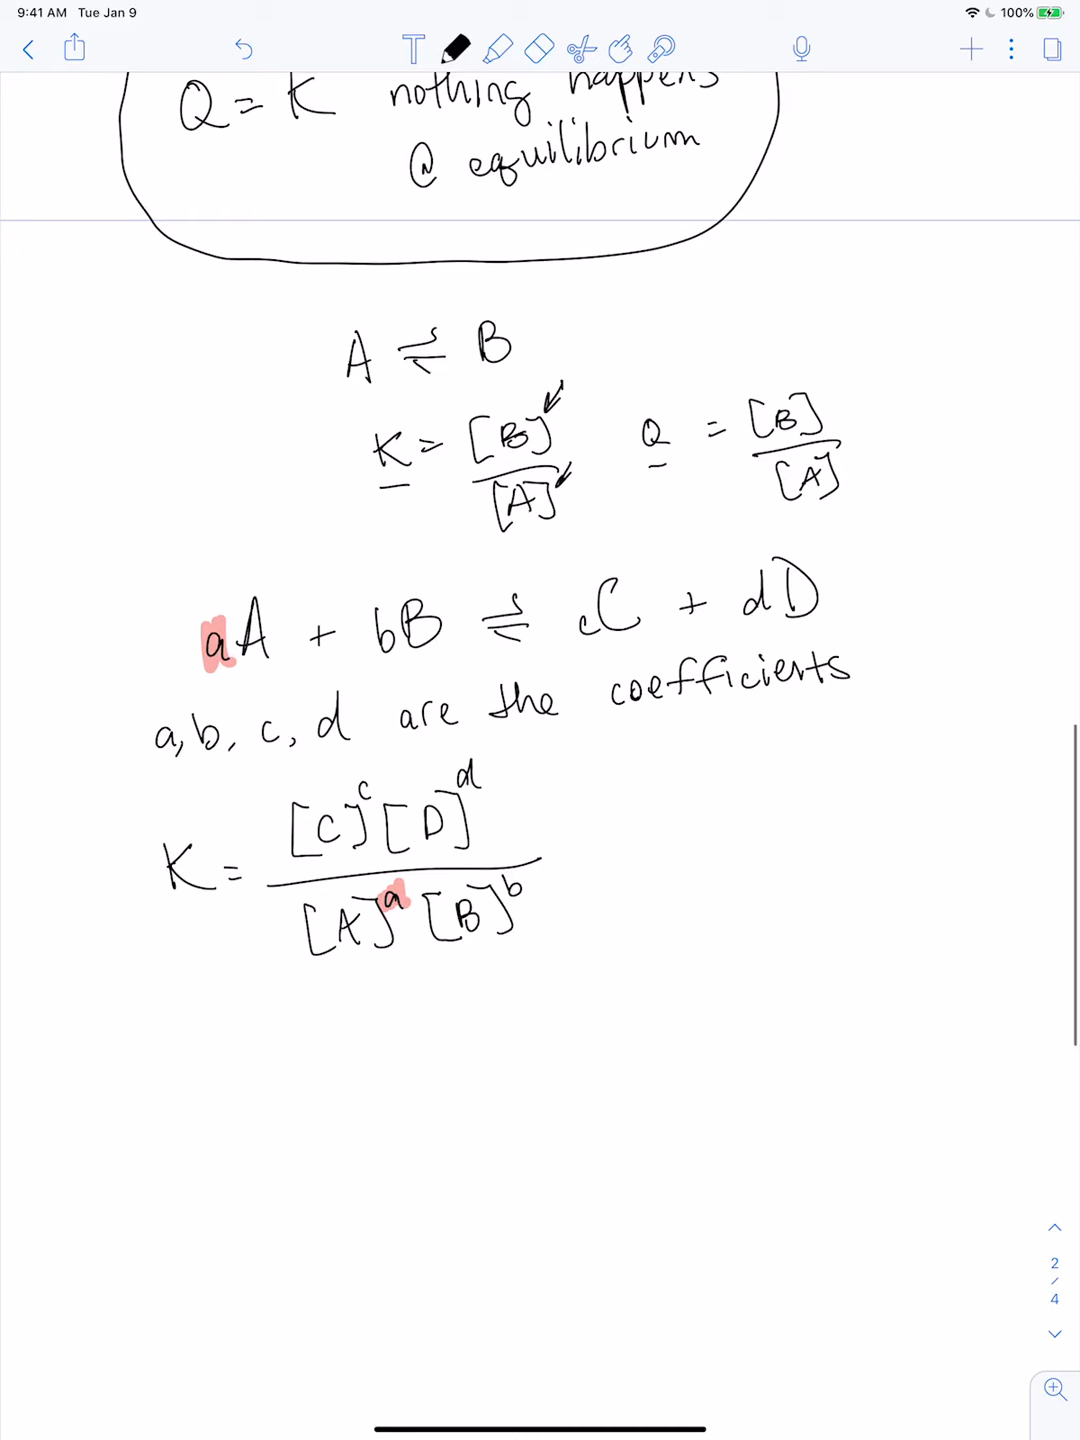 9:41 AM Tue Jan 9 100%
T
Q = K nothing happens
@ equilibrium
A ⇌ B
K = [B] / [A] Q = [B] / [A]
aA + bB ⇌ cC + dD
a, b, c, d are the coefficients
K = [C]^c [D]^d / [A]^a [B]^b
2
/
4